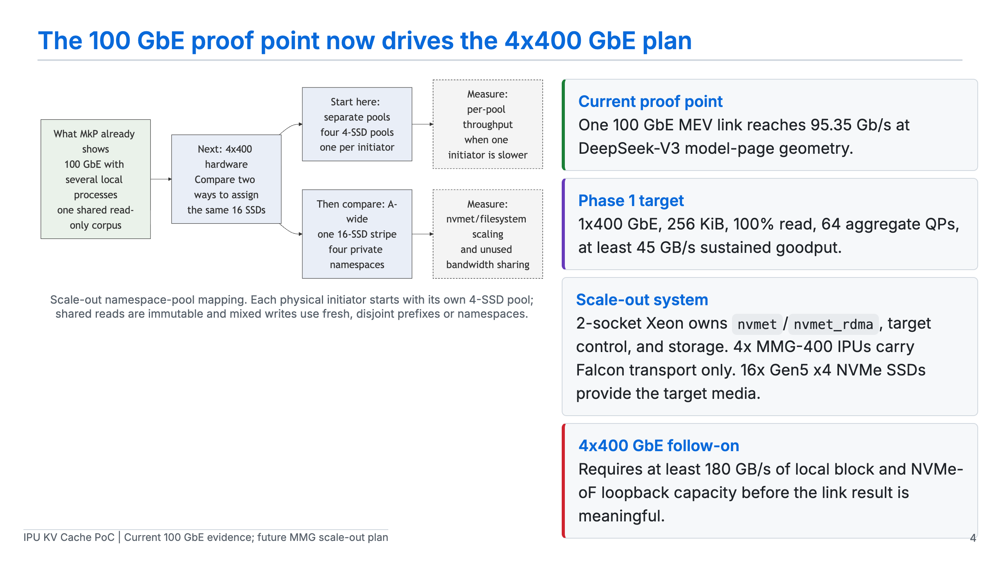 The 100 GbE proof point now drives the 4x400 GbE plan
What MkP already
shows
100 GbE with
several local
processes
one shared read-
only corpus
Next: 4x400
hardware
Compare two
ways to assign
the same 16 SSDs
Start here:
separate pools
four 4-SSD pools
one per initiator
Measure:
per-pool
throughput
when one
initiator is slower
Then compare: A-
wide
one 16-SSD stripe
four private
namespaces
Measure:
nvmet/filesystem
scaling
and unused
bandwidth sharing
Scale-out namespace-pool mapping. Each physical initiator starts with its own 4-SSD pool;
shared reads are immutable and mixed writes use fresh, disjoint prefixes or namespaces.
Current proof point
One 100 GbE MEV link reaches 95.35 Gb/s at
DeepSeek-V3 model-page geometry.
Phase 1 target
1x400 GbE, 256 KiB, 100% read, 64 aggregate QPs,
at least 45 GB/s sustained goodput.
Scale-out system
2-socket Xeon owns nvmet/nvmet_rdma, target
control, and storage. 4x MMG-400 IPUs carry
Falcon transport only. 16x Gen5 x4 NVMe SSDs
provide the target media.
4x400 GbE follow-on
Requires at least 180 GB/s of local block and NVMe-
oF loopback capacity before the link result is
meaningful.
IPU KV Cache PoC | Current 100 GbE evidence; future MMG scale-out plan
4